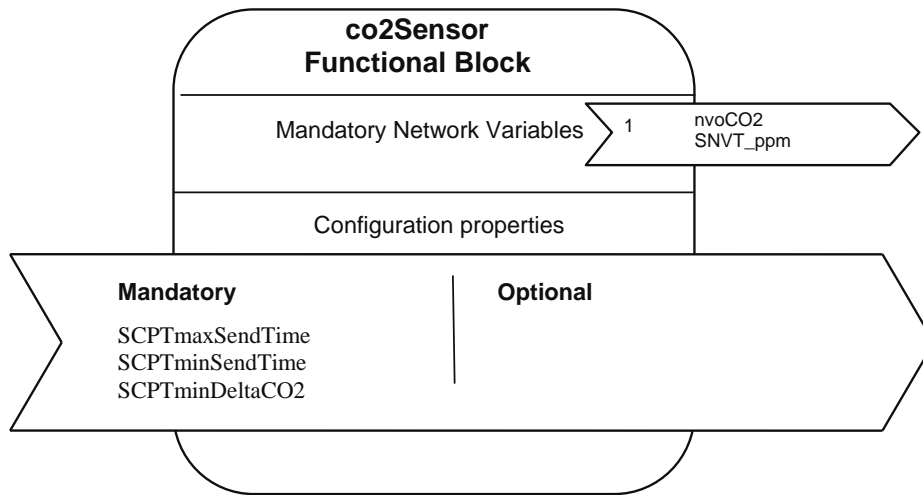 co2Sensor
Functional Block
Mandatory Network Variables
1
nvoCO2
SNVT_ppm
Configuration properties
Mandatory
Optional
SCPTmaxSendTime
SCPTminSendTime
SCPTminDeltaCO2